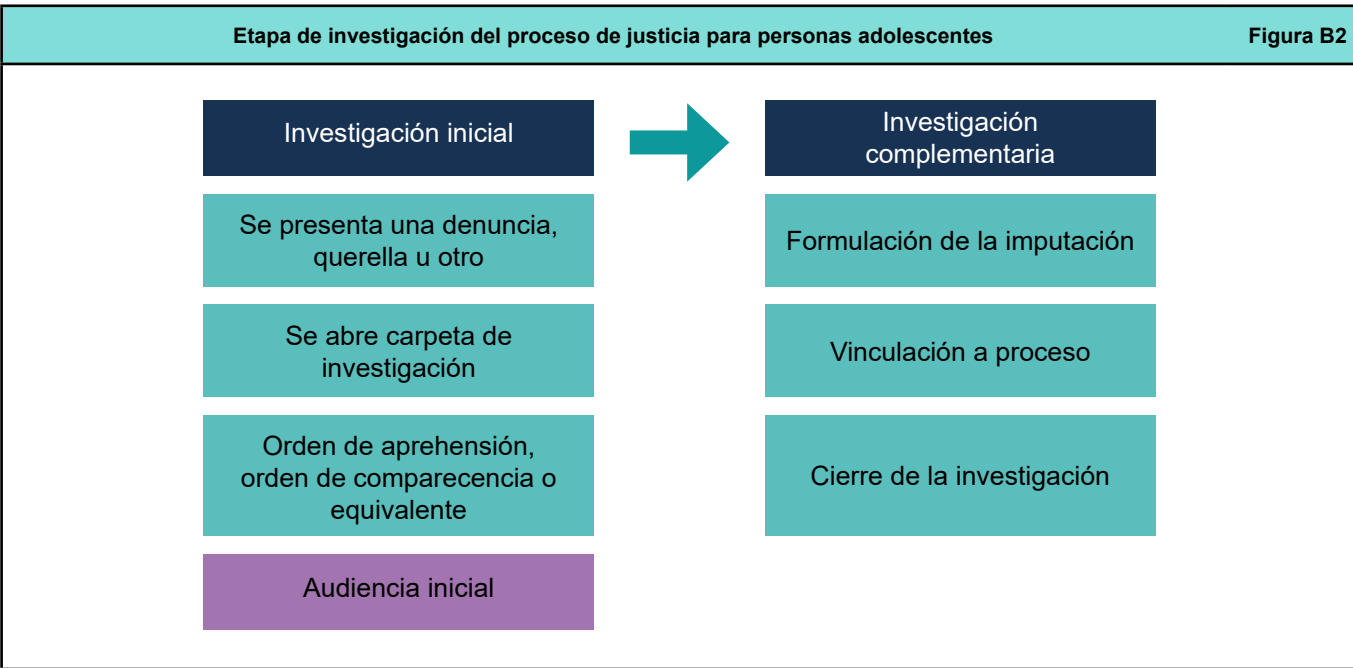 Etapa de investigación del proceso de justicia para personas adolescentes
Figura B2
Investigación inicial
Se presenta una denuncia,
querella u otro
Se abre carpeta de
investigación
Orden de aprehensión,
orden de comparecencia o
equivalente
Audiencia inicial
Investigación
complementaria
Formulación de la imputación
Vinculación a proceso
Cierre de la investigación